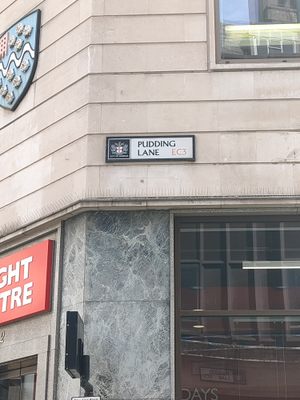 PUDDING
LANE EC3
GHT
TRE
DAYS